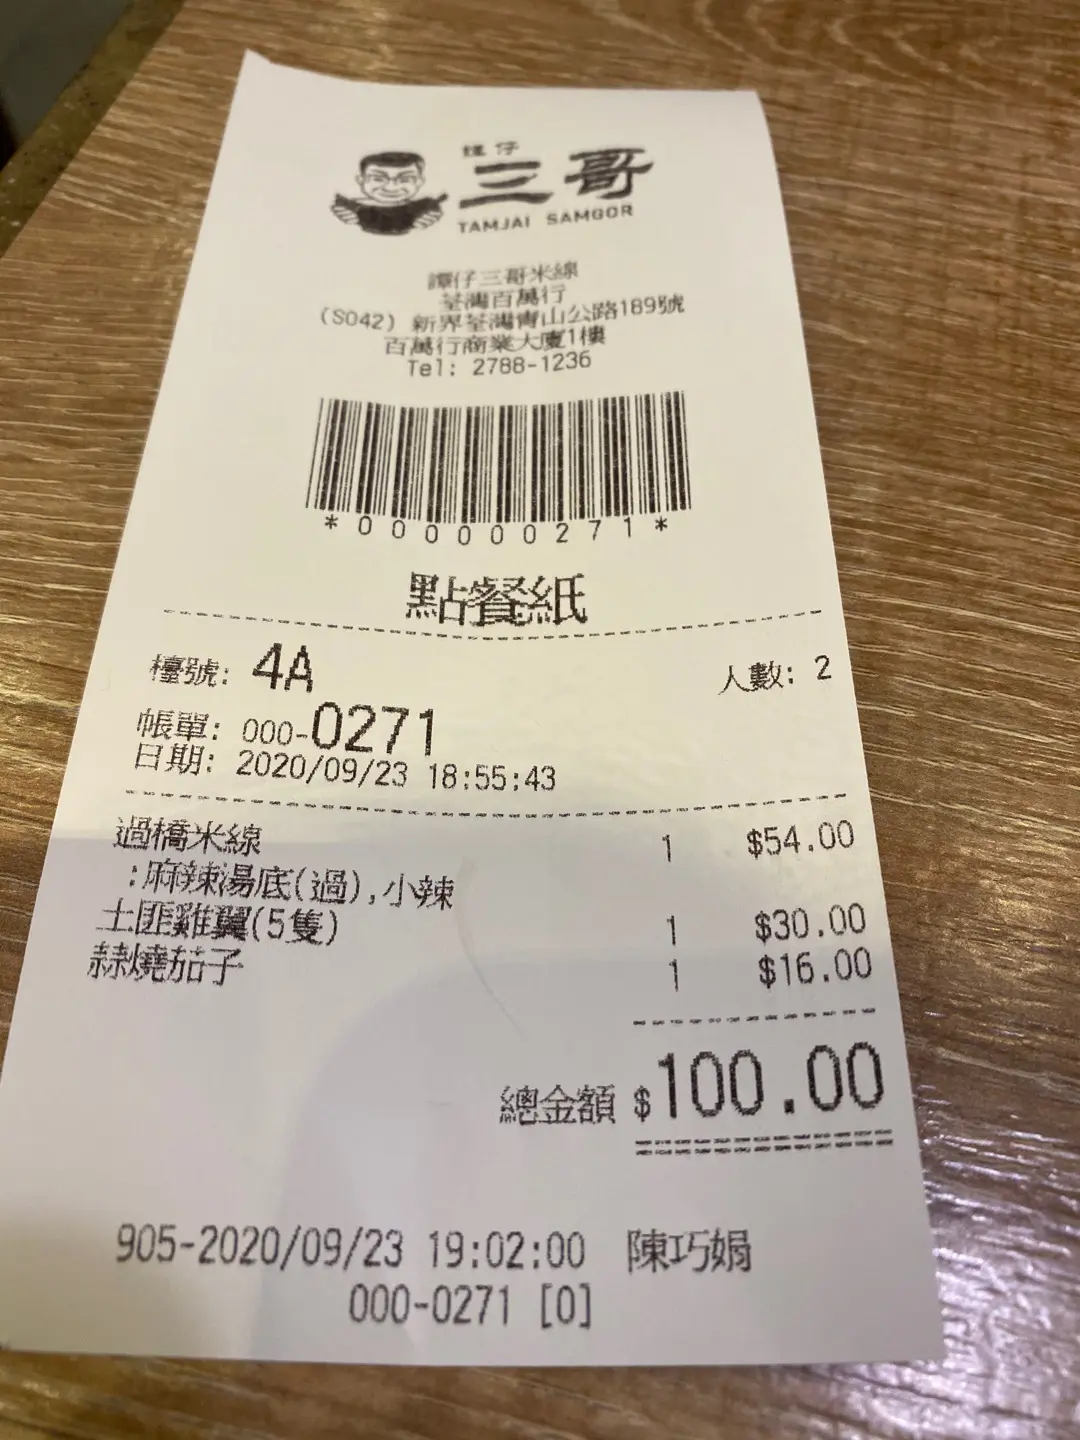 譚仔
三哥
TAMJAI SAMGOR
譚仔三哥米線
荃灣百萬行
(S042) 新界荃灣青山公路189號
百萬行商業大廈1樓
Tel: 2788-1236
*000000271*
點餐紙
檯號: 4A 人數: 2
帳單: 000-0271
日期: 2020/09/23 18:55:43
過橋米線 1 $54.00
:麻辣湯底(過),小辣
土匪雞翼(5隻) 1 $30.00
蒜燒茄子 1 $16.00
總金額 $100.00
905-2020/09/23 19:02:00 陳巧娟
000-0271 [0]